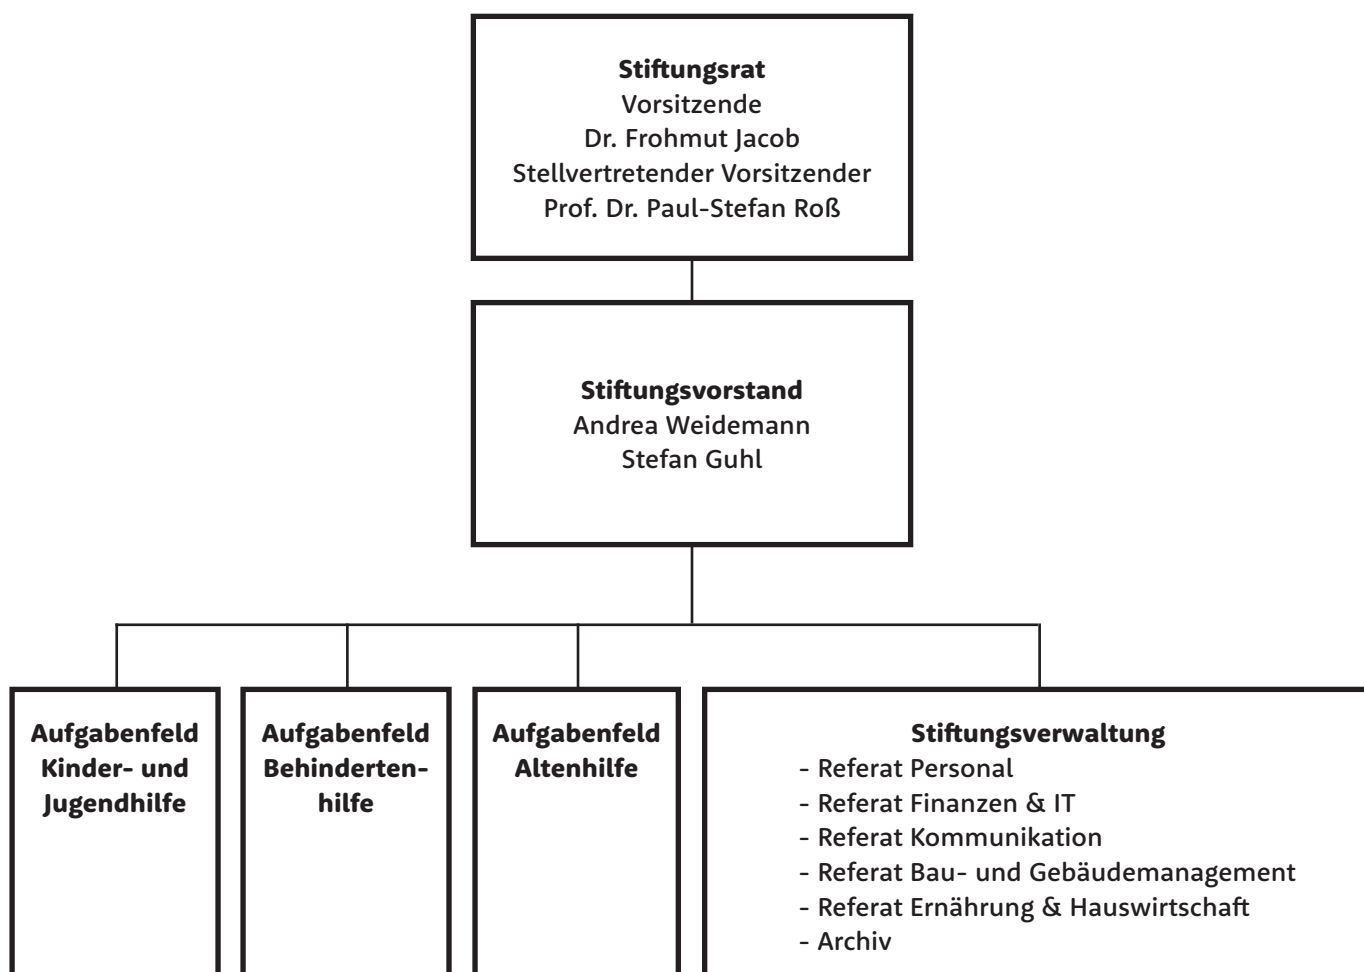 Stiftungsrat
Vorsitzende
Dr. Frohmut Jacob
Stellvertretender Vorsitzender
Prof. Dr. Paul-Stefan Roß
Stiftungsvorstand
Andrea Weidemann
Stefan Guhl
Aufgabenfeld
Kinder- und
Jugendhilfe
Aufgabenfeld
Behinderten-
hilfe
Aufgabenfeld
Altenhilfe
Stiftungsverwaltung
- Referat Personal
- Referat Finanzen & IT
- Referat Kommunikation
- Referat Bau- und Gebäudemanagement
- Referat Ernährung & Hauswirtschaft
- Archiv